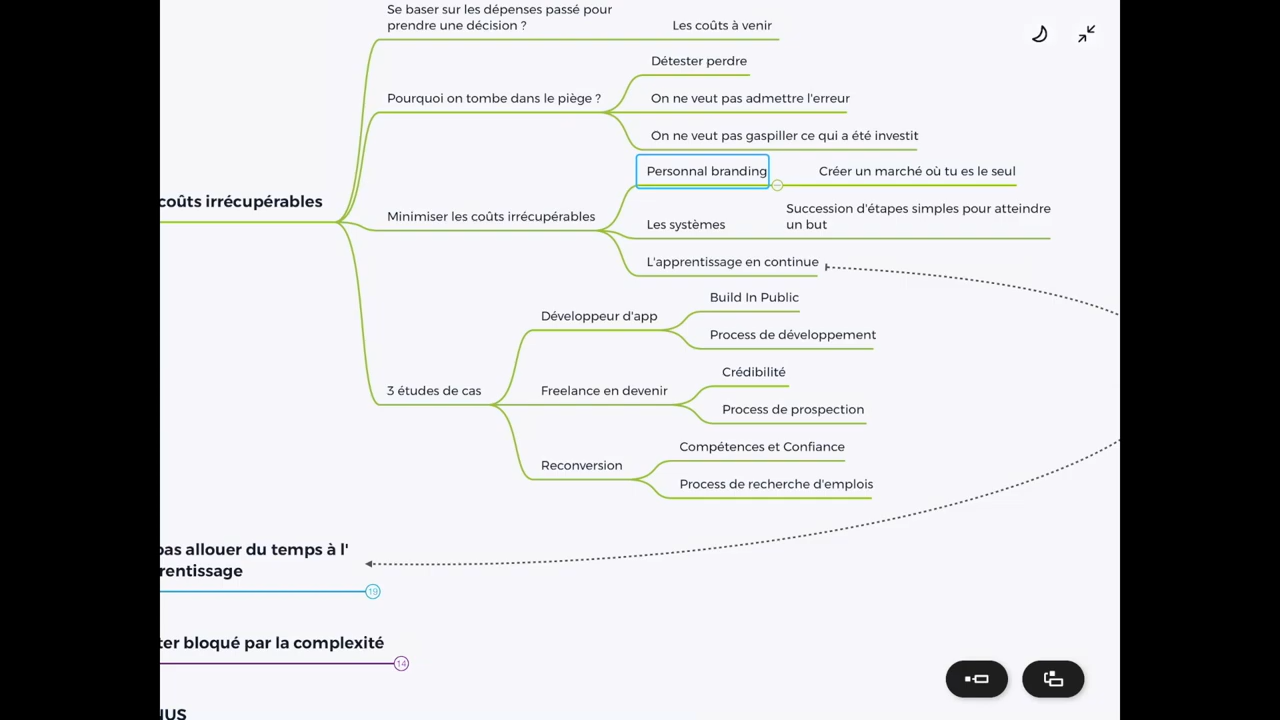 Se baser sur les dépenses passé pour
prendre une décision ?
Les coûts à venir
Détester perdre
Pourquoi on tombe dans le piège ?
On ne veut pas admettre l'erreur
On ne veut pas gaspiller ce qui a été investit
Personnal branding
Créer un marché où tu es le seul
coûts irrécupérables
Minimiser les coûts irrécupérables
Les systèmes
Succession d'étapes simples pour atteindre
un but
L'apprentissage en continue
Build In Public
Développeur d'app
Process de développement
Crédibilité
3 études de cas
Freelance en devenir
Process de prospection
Compétences et Confiance
Reconversion
Process de recherche d'emplois
pas allouer du temps à l'
rentissage
19
ter bloqué par la complexité
14